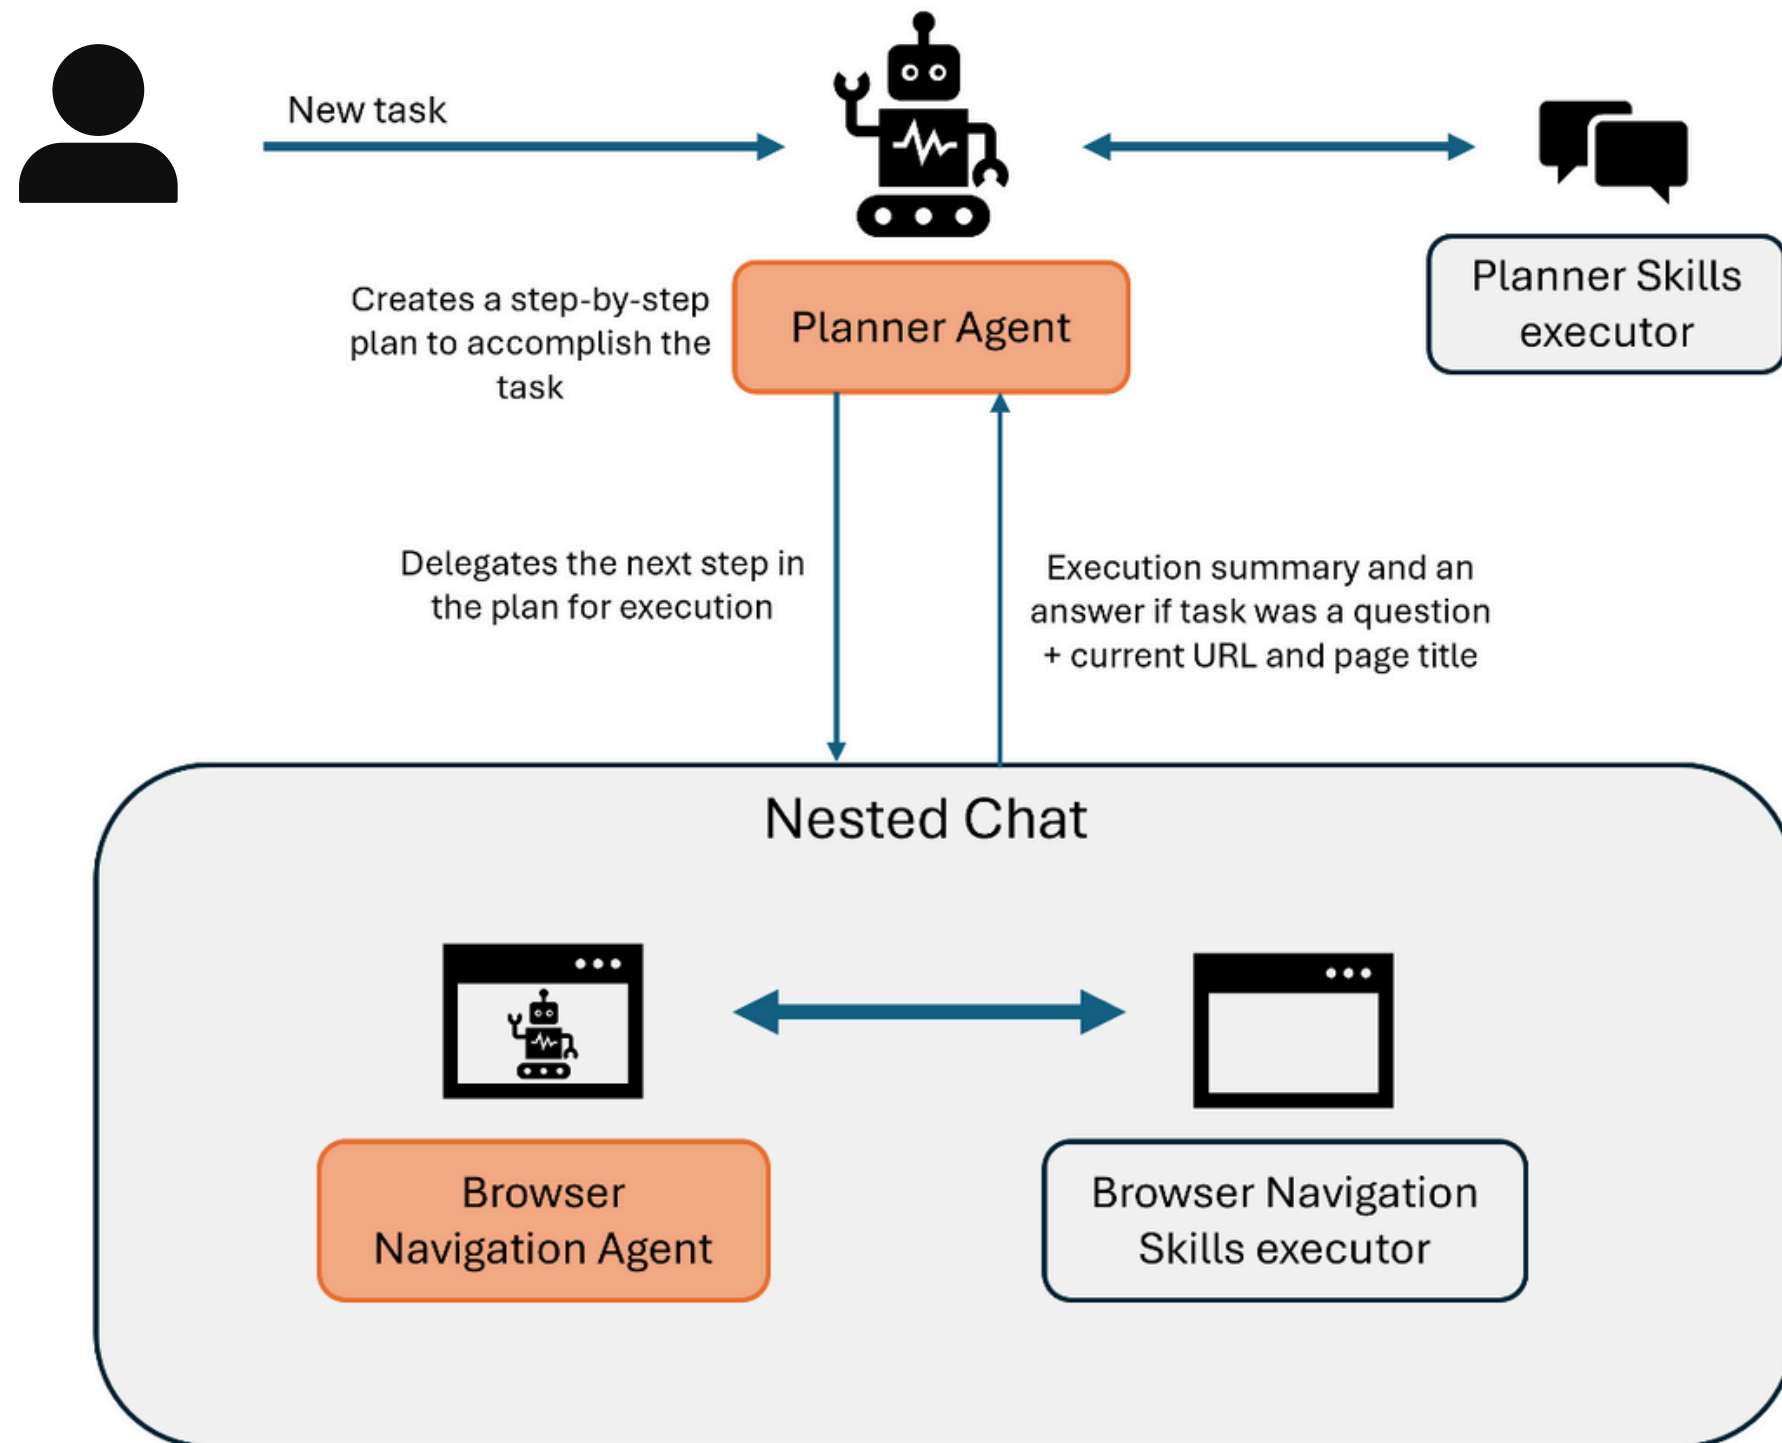 New task
Creates a step-by-step
plan to accomplish the
task
Planner Agent
Planner Skills
executor
Delegates the next step in
the plan for execution
Execution summary and an
answer if task was a question
+ current URL and page title
Nested Chat
Browser
Navigation Agent
Browser Navigation
Skills executor